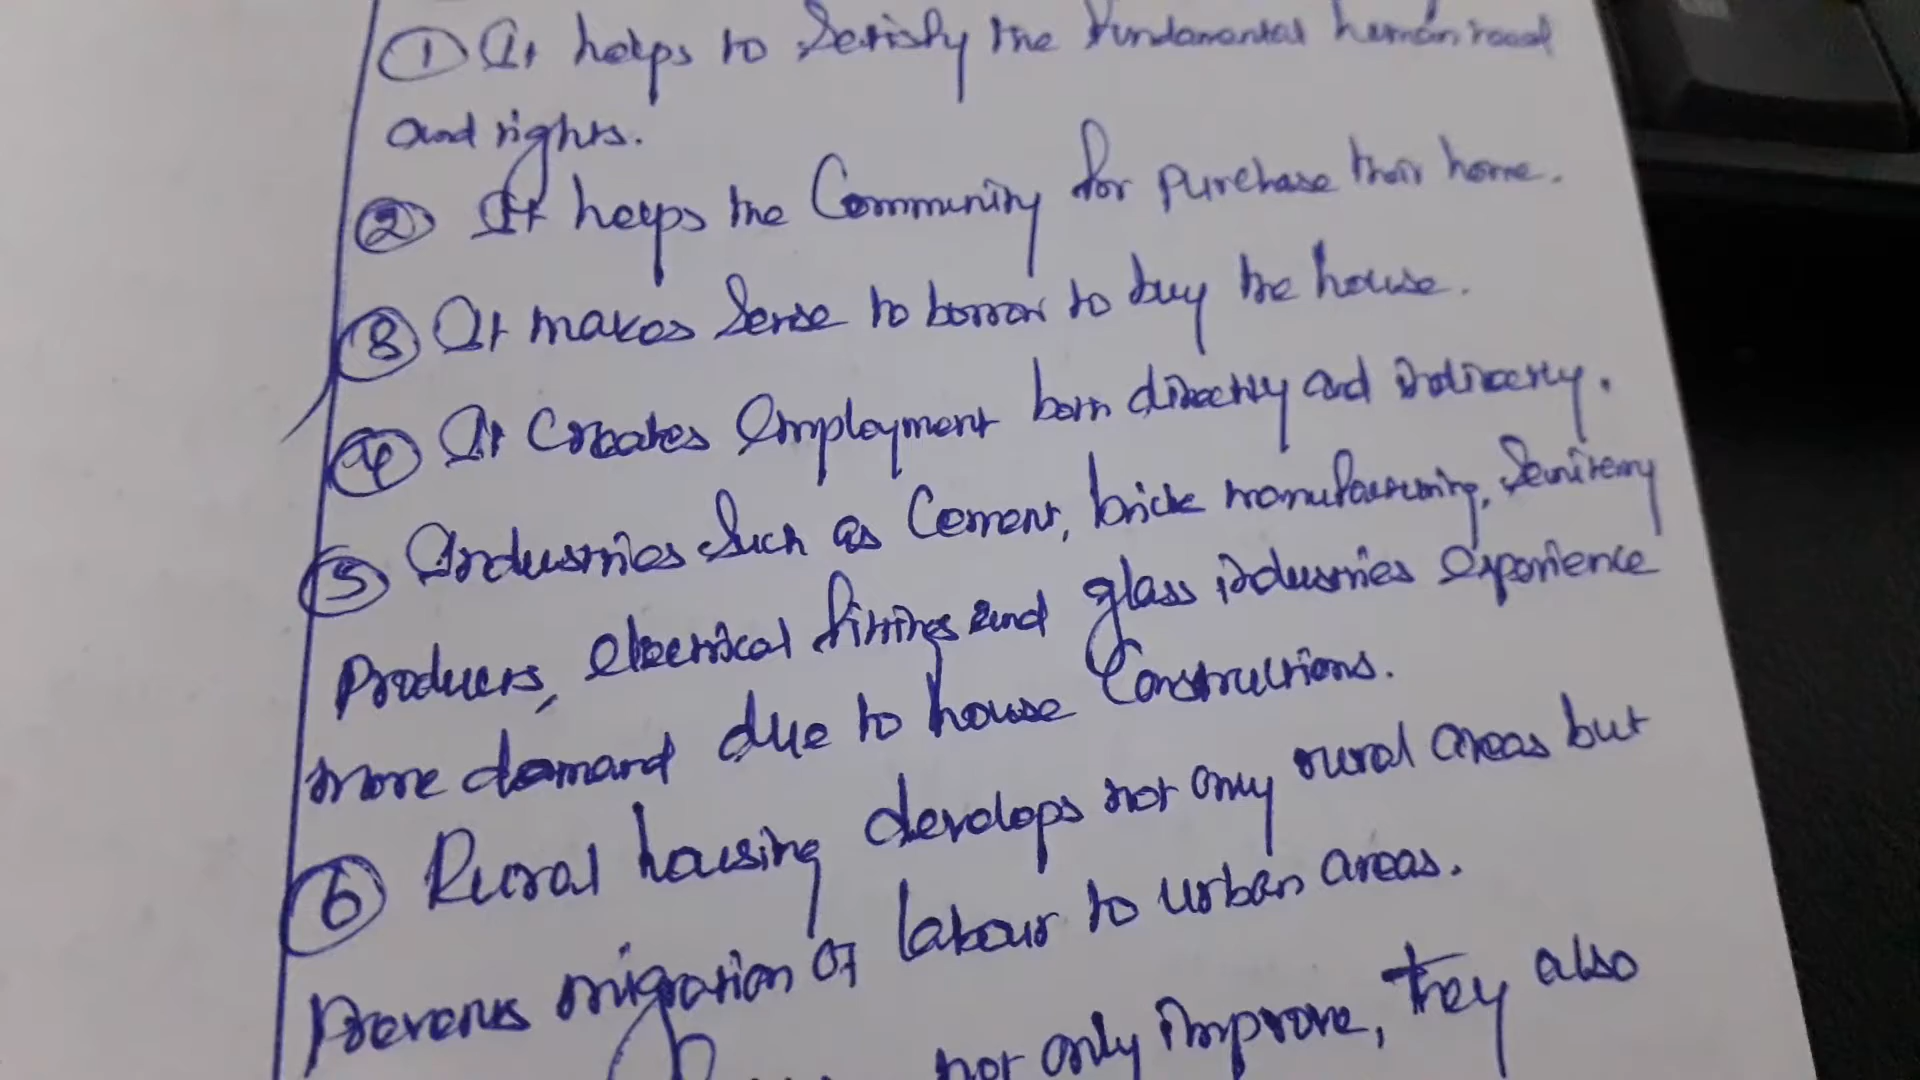 ① It helps to Satisfy the Fundamental human need
and rights.
② It helps the Community for purchase their home.
③ It makes Sense to borrow to buy the house.
④ It Creates Employment both directly and indirectly.
⑤ Industries Such as Cement, brick manufacturing, Sanitary
Products, electrical fittings and glass industries experience
more demand due to house Constructions.
⑥ Rural housing develops not only rural areas but
prevents migration of labour to urban areas.
not only improve, they also